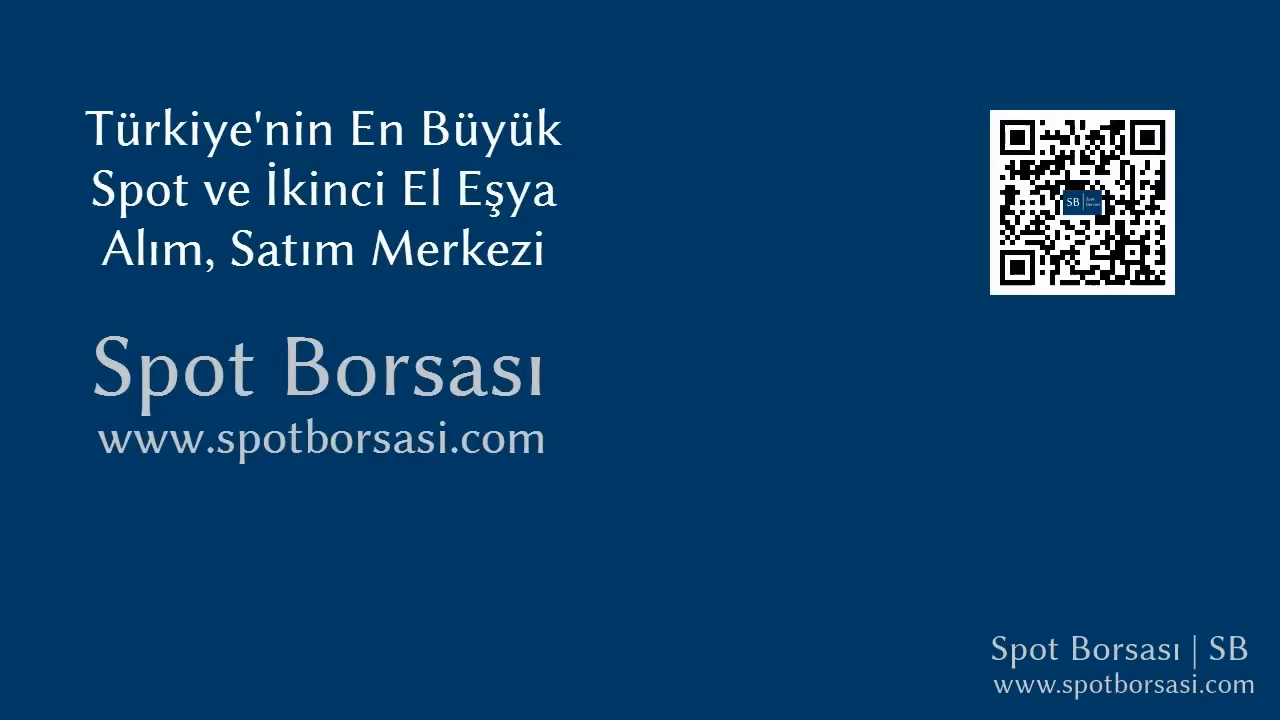 Türkiye'nin En Büyük
Spot ve İkinci El Eşya
Alım, Satım Merkezi
Spot Borsası
www.spotborsasi.com
SB
Spot Borsası | SB
www.spotborsasi.com